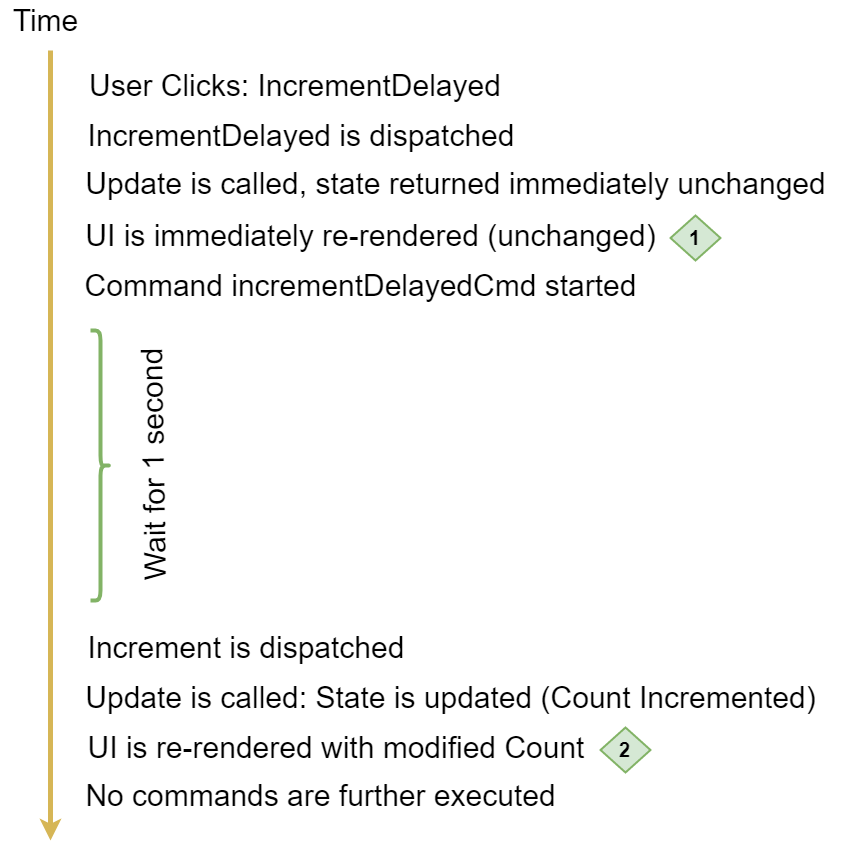 Time
User Clicks: IncrementDelayed
IncrementDelayed is dispatched
Update is called, state returned immediately unchanged
UI is immediately re-rendered (unchanged) 1
Command incrementDelayedCmd started
Wait for 1 second
Increment is dispatched
Update is called: State is updated (Count Incremented)
UI is re-rendered with modified Count 2
No commands are further executed